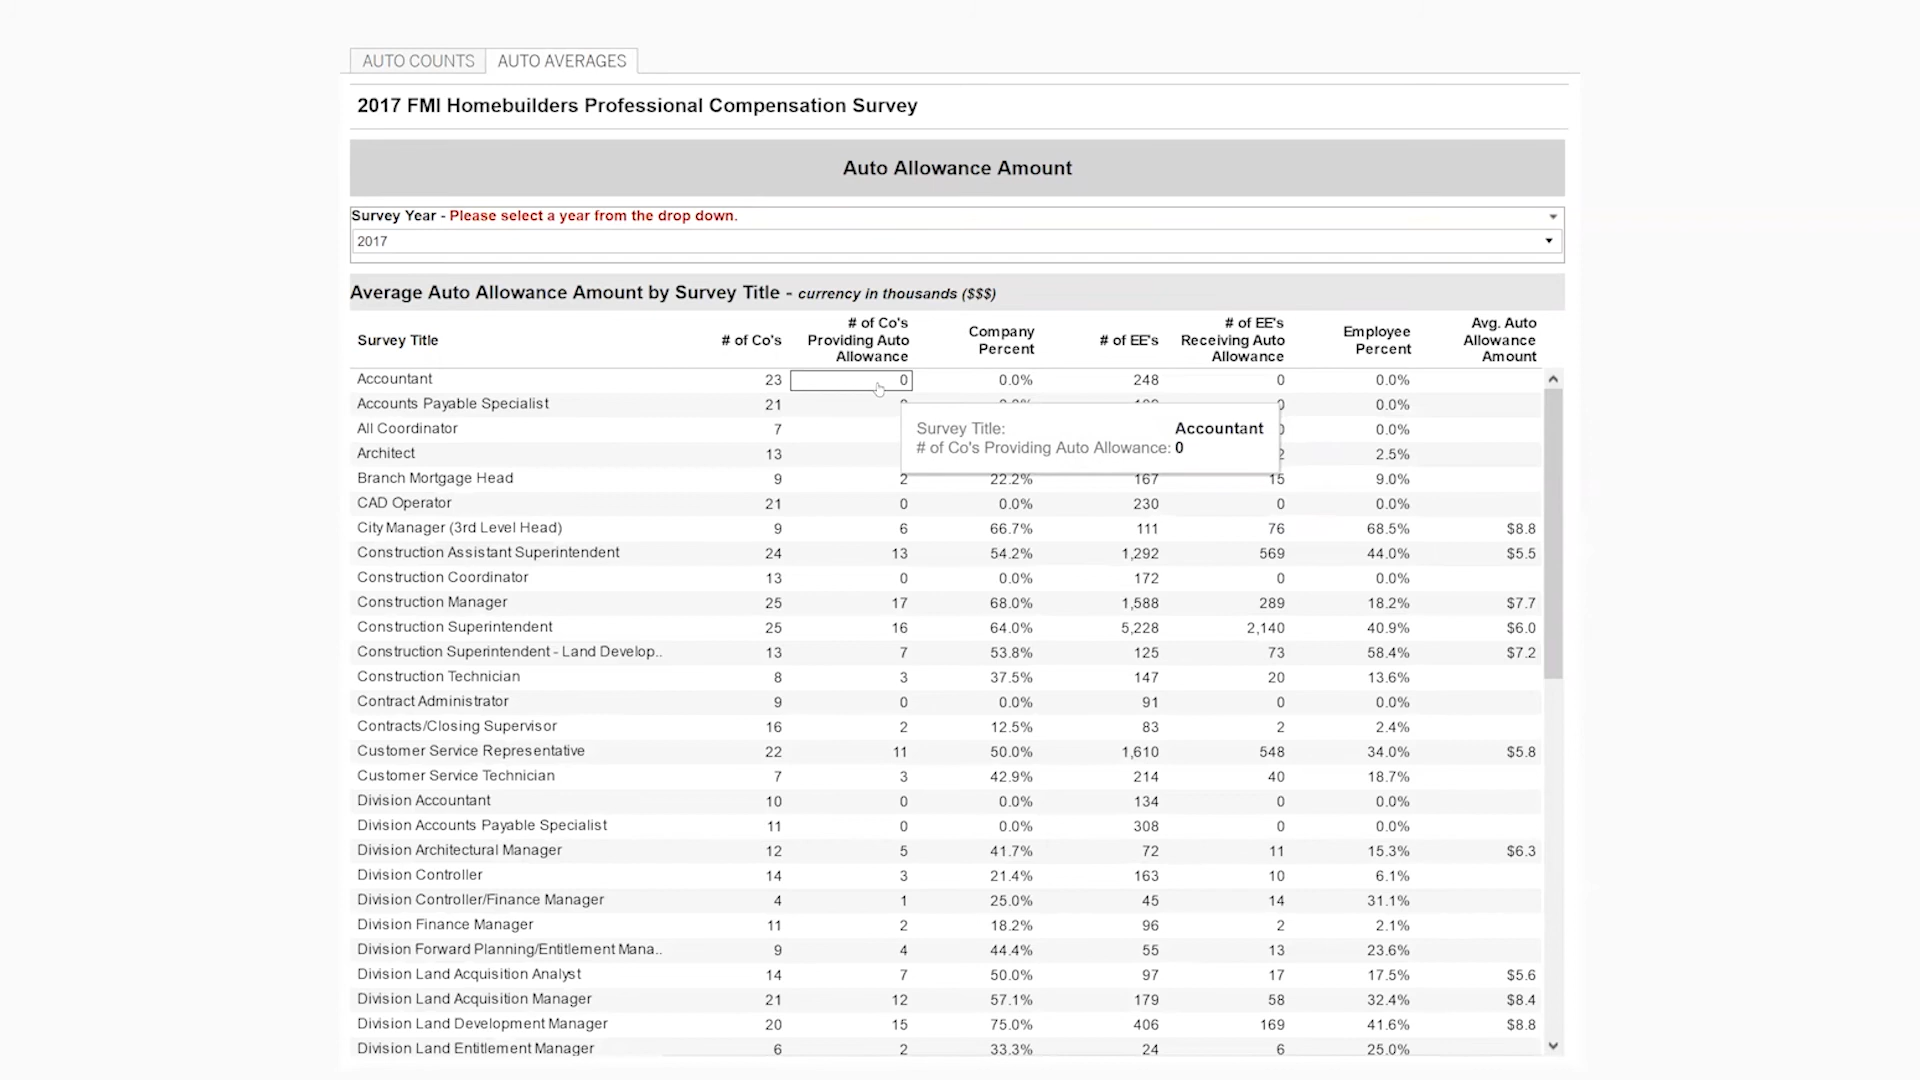 AUTO COUNTS AUTO AVERAGES
2017 FMI Homebuilders Professional Compensation Survey
Auto Allowance Amount
Survey Year - Please select a year from the drop down.
2017
Average Auto Allowance Amount by Survey Title - currency in thousands ($$$)
Survey Title # of Co's # of Co's Providing Auto Allowance Company Percent # of EE's # of EE's Receiving Auto Allowance Employee Percent Avg. Auto Allowance Amount
Accountant 23 0 0.0% 248 0 0.0%
Accounts Payable Specialist 21 0.0%
All Coordinator 7 0.0%
Architect 13 2.5%
Survey Title: Accountant
# of Co's Providing Auto Allowance: 0
Branch Mortgage Head 9 2 22.2% 167 15 9.0%
CAD Operator 21 0 0.0% 230 0 0.0%
City Manager (3rd Level Head) 9 6 66.7% 111 76 68.5% $8.8
Construction Assistant Superintendent 24 13 54.2% 1,292 569 44.0% $5.5
Construction Coordinator 13 0 0.0% 172 0 0.0%
Construction Manager 25 17 68.0% 1,588 289 18.2% $7.7
Construction Superintendent 25 16 64.0% 5,228 2,140 40.9% $6.0
Construction Superintendent - Land Develop.. 13 7 53.8% 125 73 58.4% $7.2
Construction Technician 8 3 37.5% 147 20 13.6%
Contract Administrator 9 0 0.0% 91 0 0.0%
Contracts/Closing Supervisor 16 2 12.5% 83 2 2.4%
Customer Service Representative 22 11 50.0% 1,610 548 34.0% $5.8
Customer Service Technician 7 3 42.9% 214 40 18.7%
Division Accountant 10 0 0.0% 134 0 0.0%
Division Accounts Payable Specialist 11 0 0.0% 308 0 0.0%
Division Architectural Manager 12 5 41.7% 72 11 15.3% $6.3
Division Controller 14 3 21.4% 163 10 6.1%
Division Controller/Finance Manager 4 1 25.0% 45 14 31.1%
Division Finance Manager 11 2 18.2% 96 2 2.1%
Division Forward Planning/Entitlement Mana.. 9 4 44.4% 55 13 23.6%
Division Land Acquisition Analyst 14 7 50.0% 97 17 17.5% $5.6
Division Land Acquisition Manager 21 12 57.1% 179 58 32.4% $8.4
Division Land Development Manager 20 15 75.0% 406 169 41.6% $8.8
Division Land Entitlement Manager 6 2 33.3% 24 6 25.0%